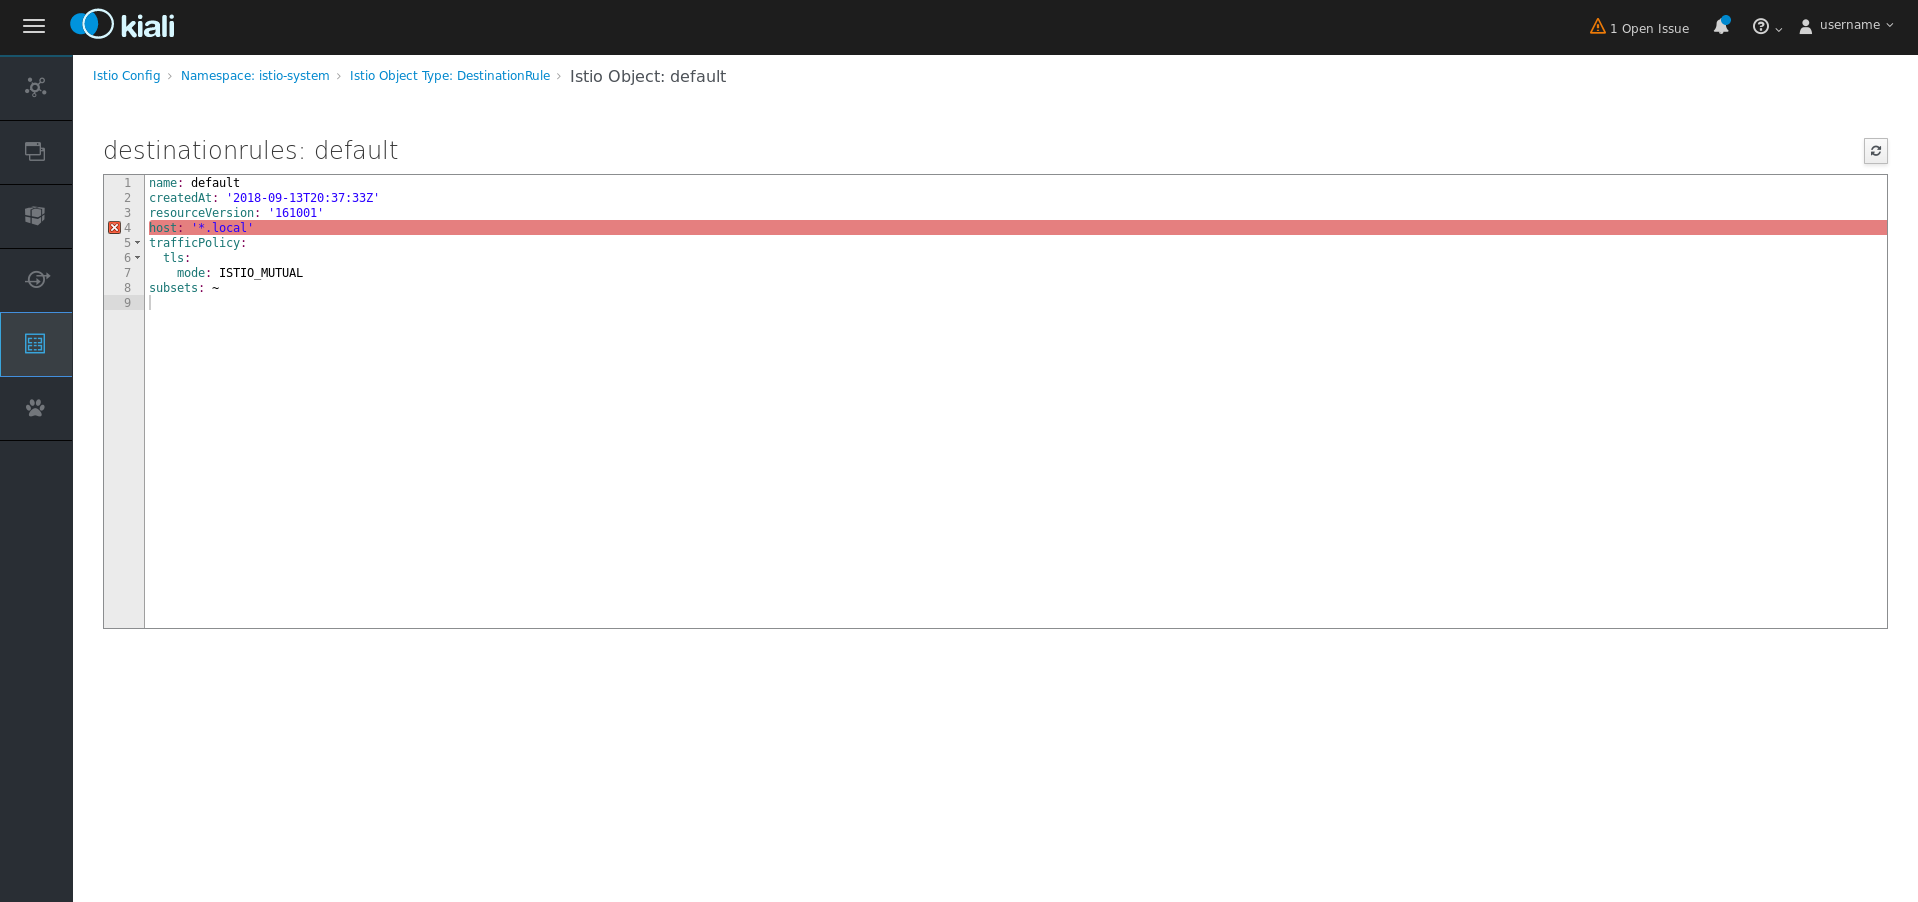 kiali
1 Open Issue
username
Istio Config
Namespace: istio-system
Istio Object Type: DestinationRule
Istio Object: default
destinationrules: default
1 name: default
2 createdAt: '2018-09-13T20:37:33Z'
3 resourceVersion: '161001'
4 host: '*.local'
5 trafficPolicy:
6 tls:
7 mode: ISTIO_MUTUAL
8 subsets: ~
9